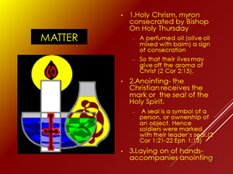 MATTER
1.Holy Chrism, myron
consecrated by Bishop
On Holy Thursday
A perfumed oil (olive oil
mixed with balm) a sign
of consecration
So that their lives may
give off the aroma of
Christ (2 Cor 2:15).
2.Anointing- the
Christian receives the
mark or the seal of the
Holy Spirit.
A seal is a symbol of a
person, or ownership of
an object. Hence
soldiers were marked
with their leader's seal (2
Cor 1:21-22 Eph 1:13)
3.Laying on of hands-
accompanies anointing